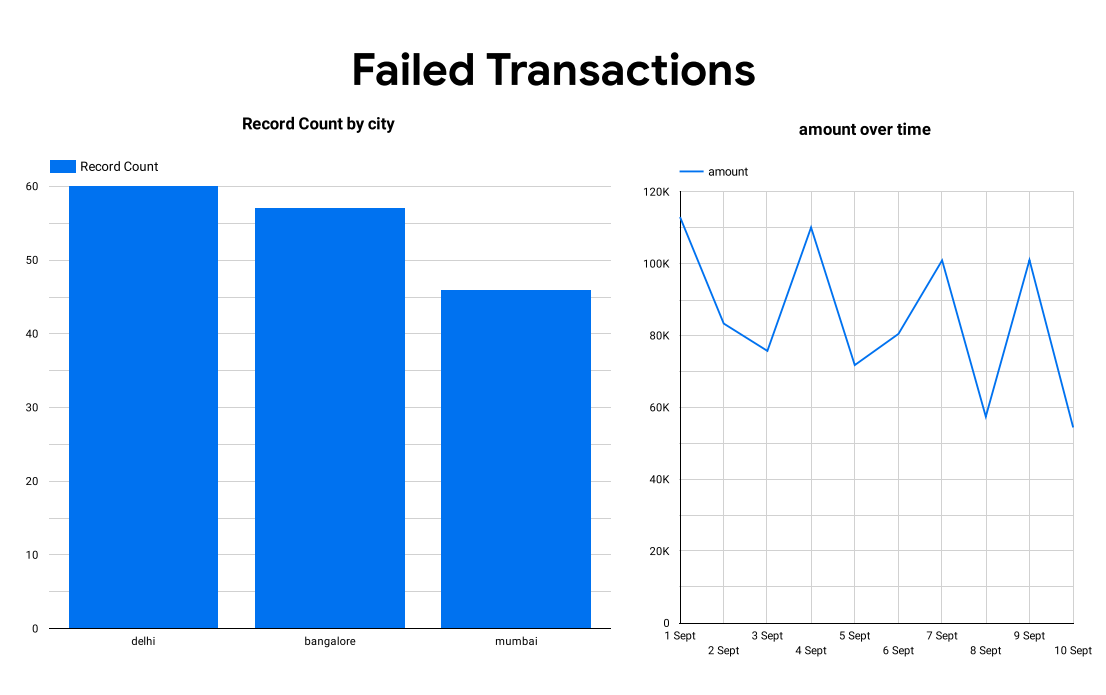 Failed Transactions
Record Count by city
Record Count
60
50
40
30
20
10
0
delhi bangalore mumbai
amount over time
amount
120K
100K
80K
60K
40K
20K
0
1 Sept 3 Sept 5 Sept 7 Sept 9 Sept
2 Sept 4 Sept 6 Sept 8 Sept 10 Sept